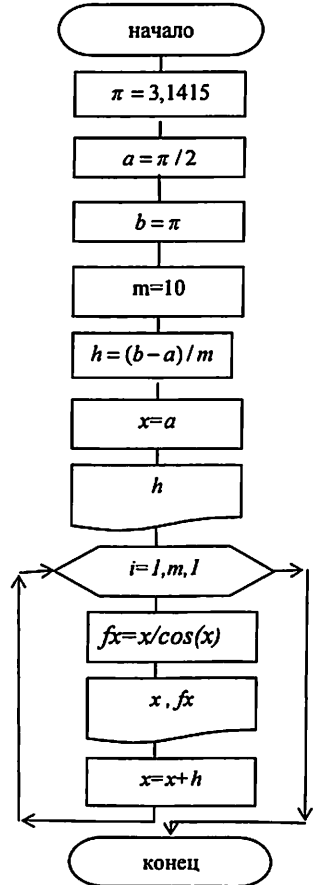 начало
π = 3,1415
a = π / 2
b = π
m=10
h = (b − a) / m
x=a
h
i=1,m,1
fx=x/cos(x)
x , fx
x=x+h
конец